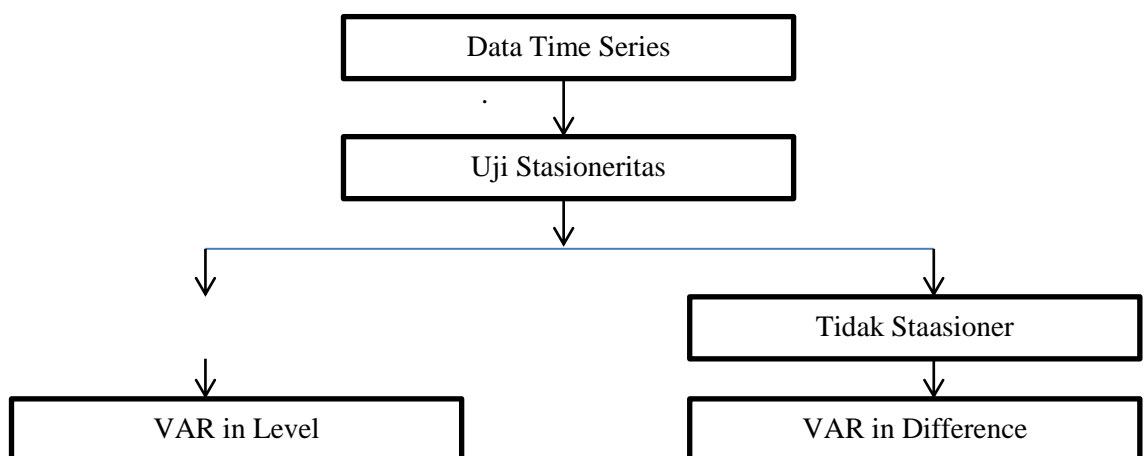 Data Time Series
.
Uji Stasioneritas
Tidak Staasioner
VAR in Level
VAR in Difference